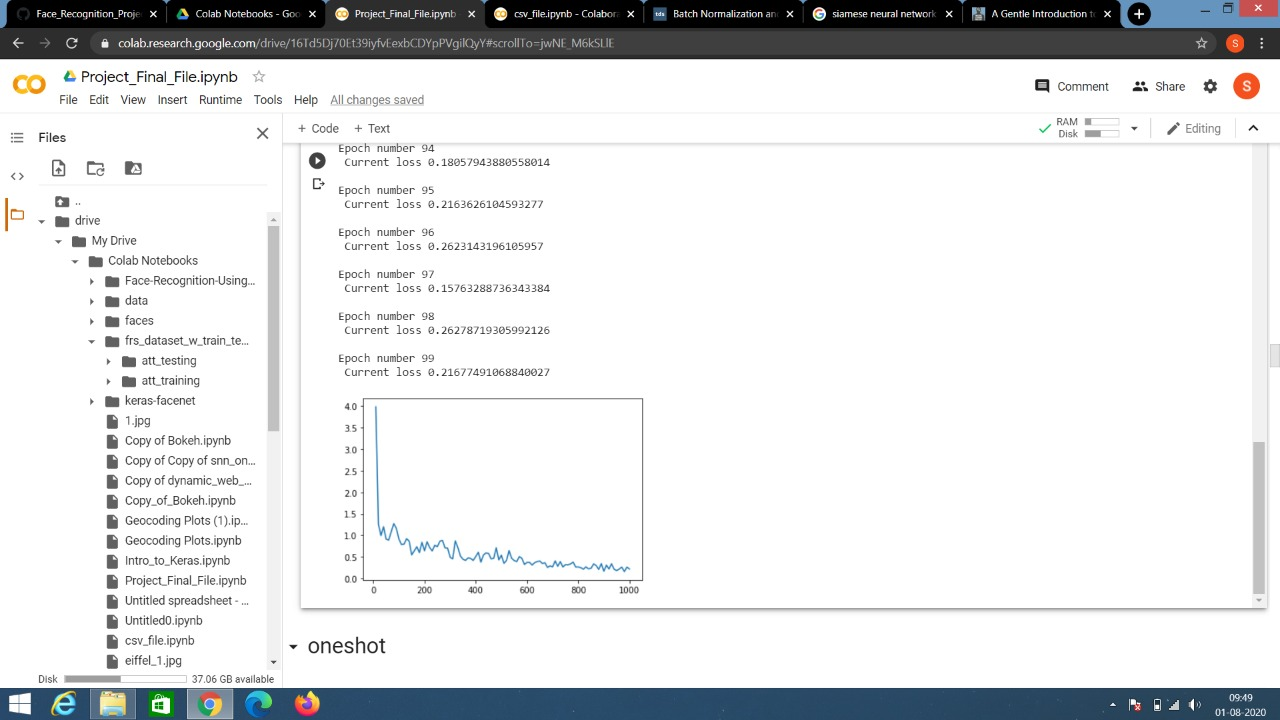 Face_Recognition_Proje
Colab Notebooks - Goo
Project_Final_File.ipynb
csv_file.ipynb - Colabora
Batch Normalization an
siamese neural network
A Gentle Introduction t
colab.research.google.com/drive/16Td5Dj70Et39iyfvEexbCDYpPVgilQyY#scrollTo=jwNE_M6kSLlE
S
Project_Final_File.ipynb
File Edit View Insert Runtime Tools Help All changes saved
Comment
Share
S
Files
+ Code + Text
RAM
Disk
Editing
..
drive
My Drive
Colab Notebooks
Face-Recognition-Using...
data
faces
frs_dataset_w_train_te...
att_testing
att_training
keras-facenet
1.jpg
Copy of Bokeh.ipynb
Copy of Copy of snn_on...
Copy of dynamic_web_...
Copy_of_Bokeh.ipynb
Geocoding Plots (1).ip...
Geocoding Plots.ipynb
Intro_to_Keras.ipynb
Project_Final_File.ipynb
Untitled spreadsheet - ...
Untitled0.ipynb
csv_file.ipynb
eiffel_1.jpg
Disk 37.06 GB available
Epoch number 94
Current loss 0.18057943880558014
Epoch number 95
Current loss 0.2163626104593277
Epoch number 96
Current loss 0.2623143196105957
Epoch number 97
Current loss 0.15763288736343384
Epoch number 98
Current loss 0.26278719305992126
Epoch number 99
Current loss 0.21677491068840027
4.0
3.5
3.0
2.5
2.0
1.5
1.0
0.5
0.0
0 200 400 600 800 1000
oneshot
09:49
01-08-2020